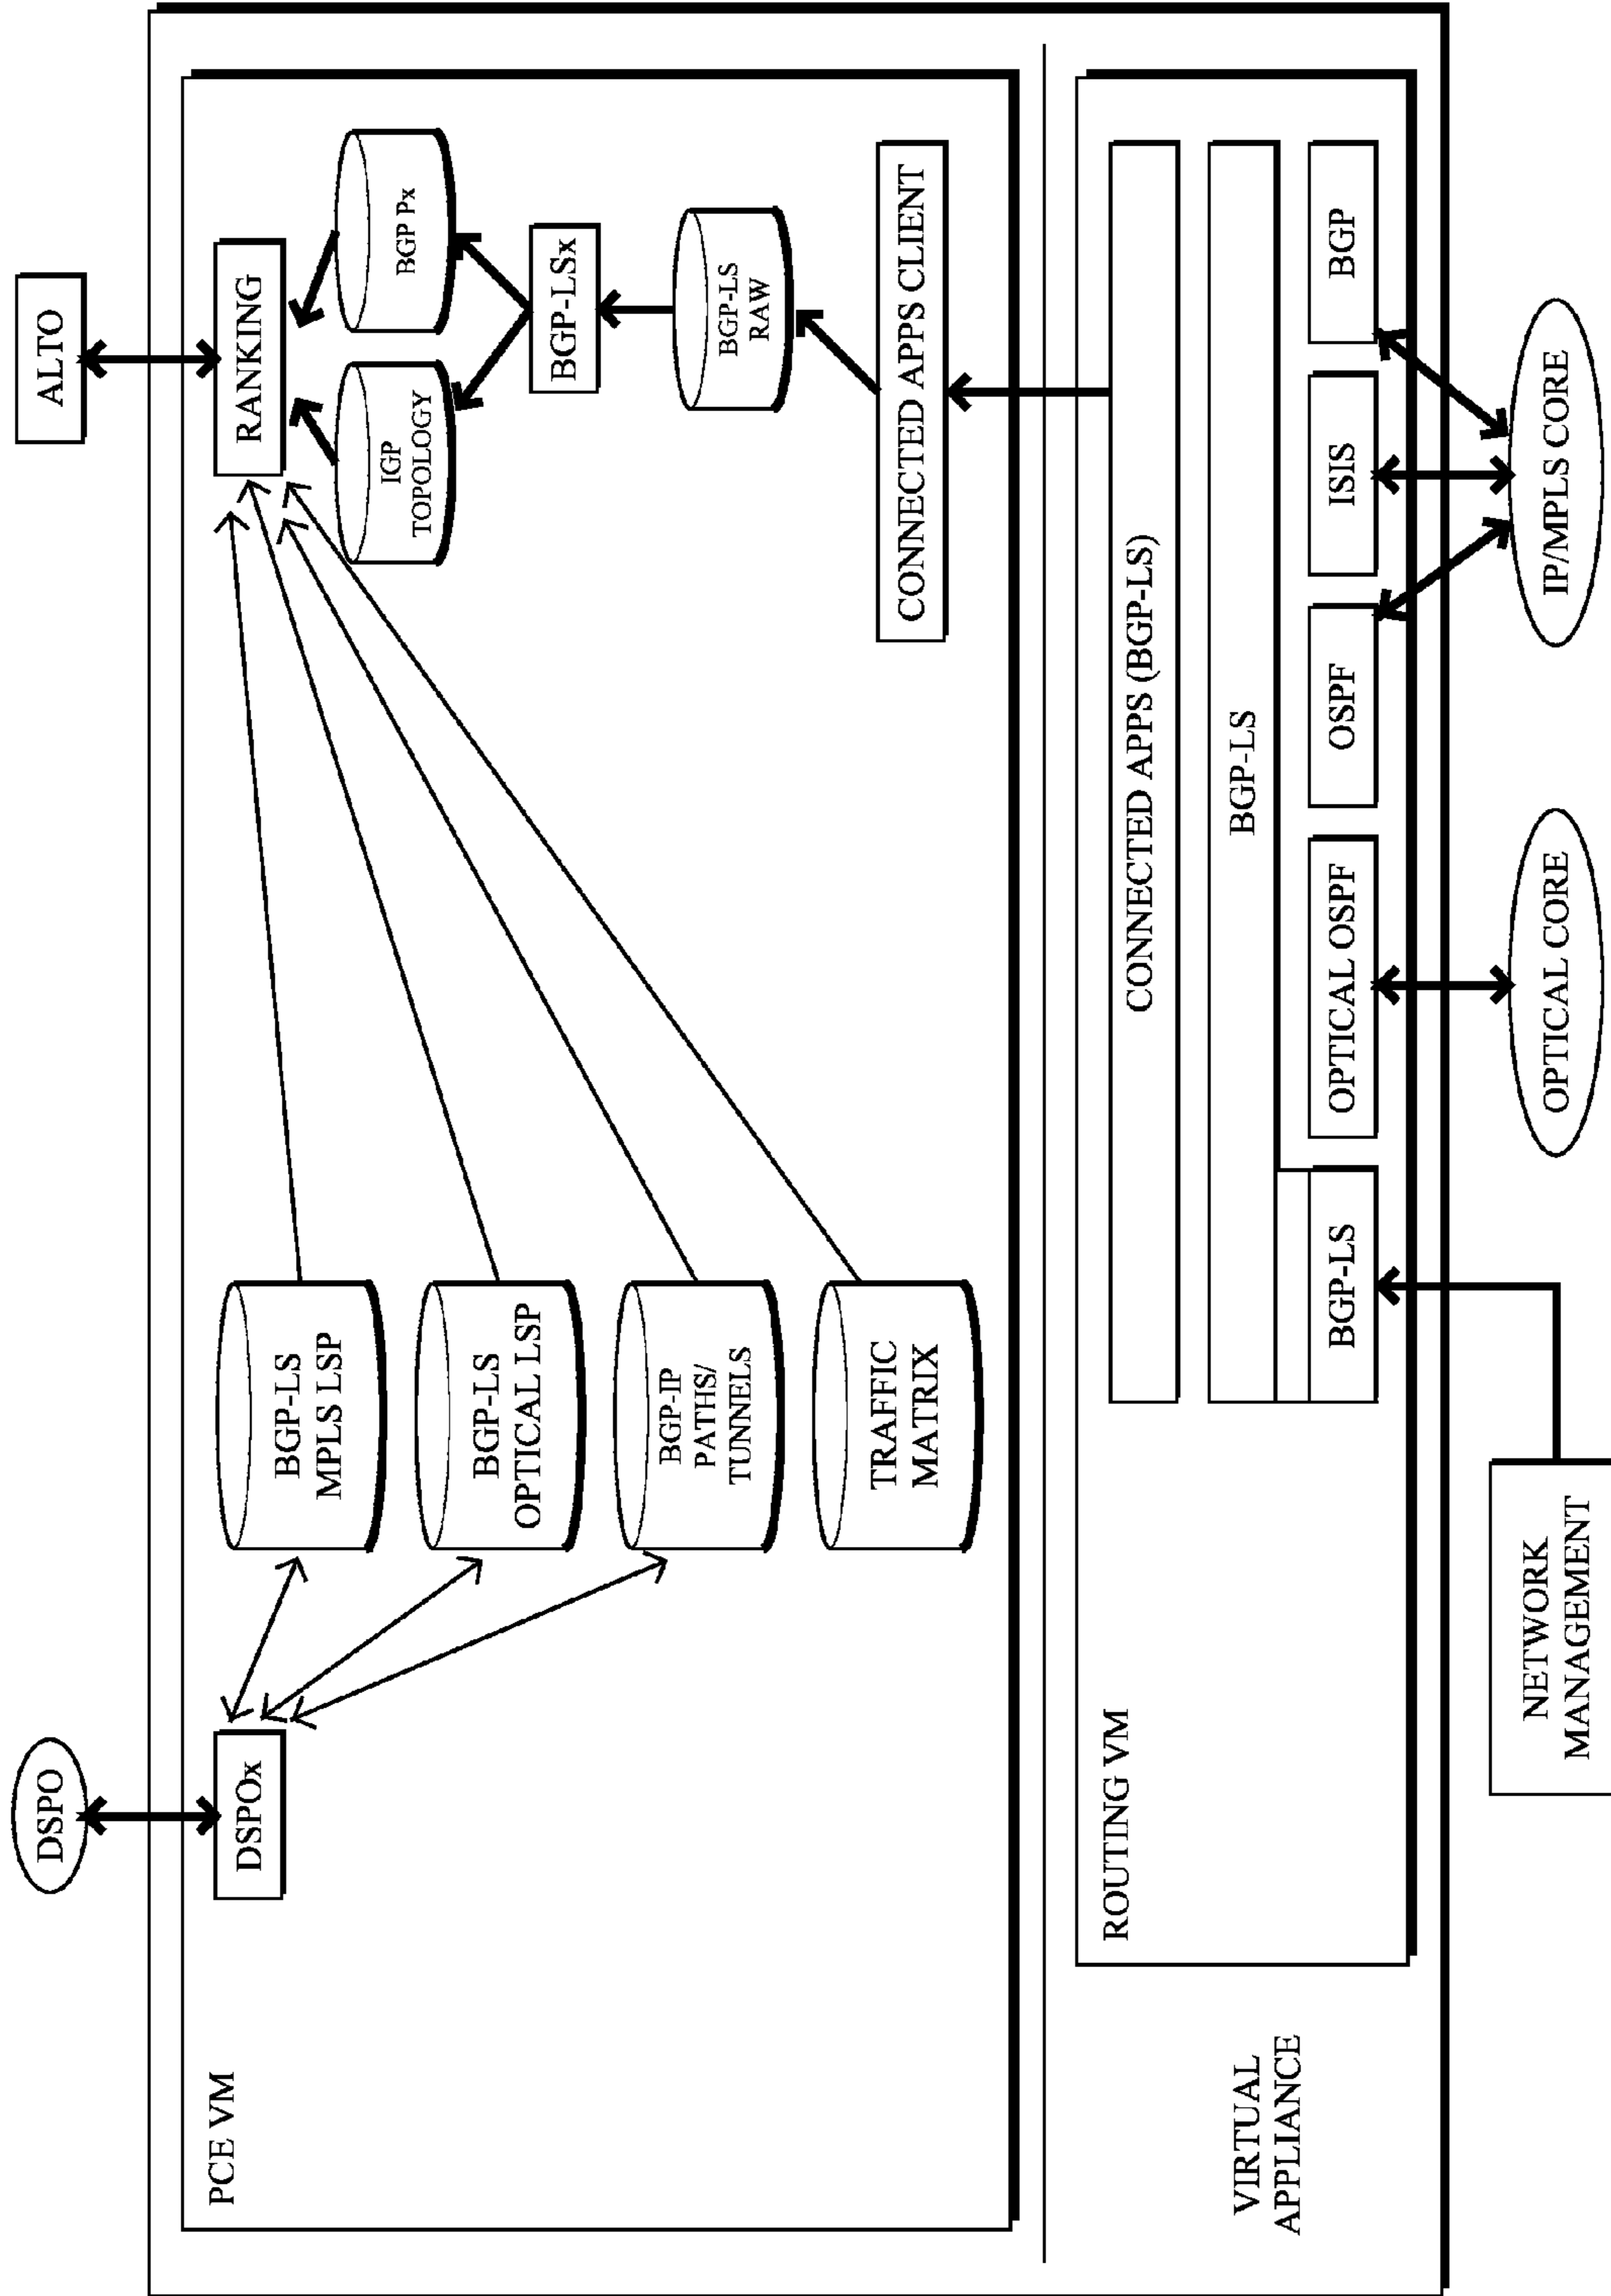 DSPO
ALTO
PCE VM
DSPOx
BGP-LS
MPLS LSP
BGP-LS
OPTICAL LSP
BGP-IP
PATHS/
TUNNELS
TRAFFIC
MATRIX
RANKING
IGP
TOPOLOGY
BGP Px
BGP-LSx
BGP-LS
RAW
CONNECTED APPS CLIENT
VIRTUAL
APPLIANCE
ROUTING VM
CONNECTED APPS (BGP-LS)
BGP-LS
BGP-LS
OPTICAL OSPF
OSPF
ISIS
BGP
NETWORK
MANAGEMENT
OPTICAL CORE
IP/MPLS CORE